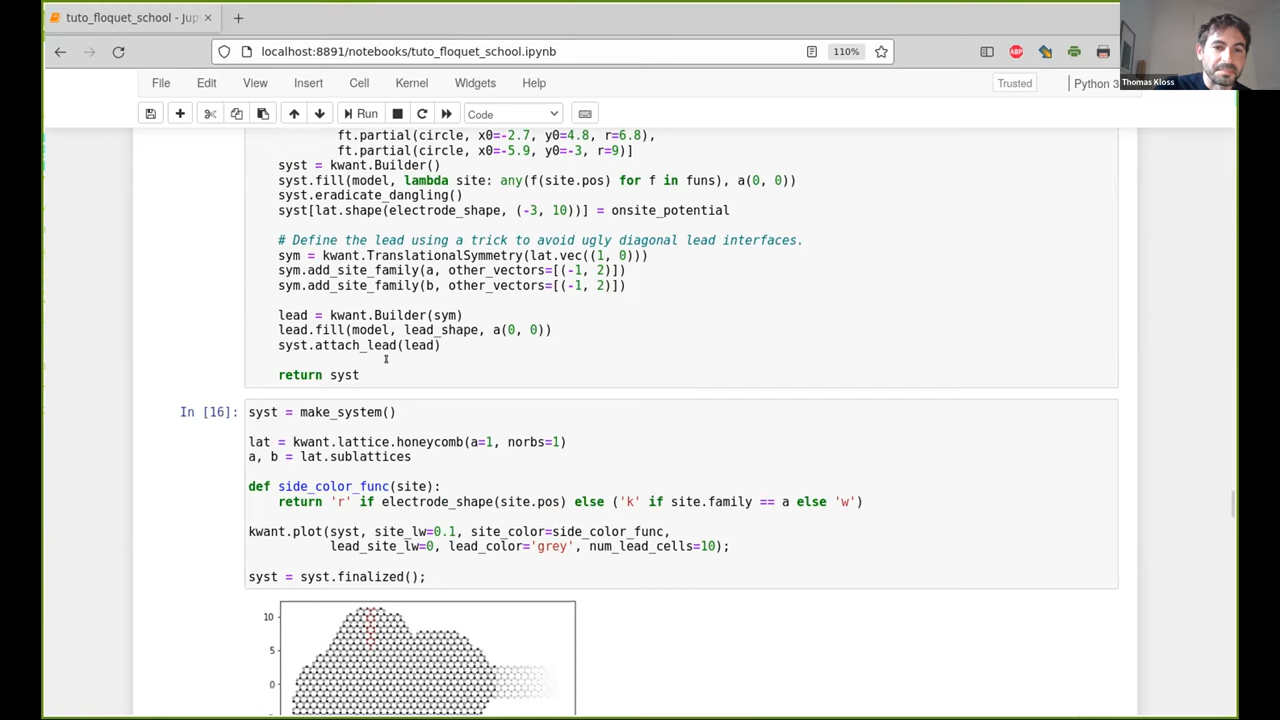 tuto_floquet_school - Jup
localhost:8891/notebooks/tuto_floquet_school.ipynb
110%
ABP
Thomas Kloss
File Edit View Insert Cell Kernel Widgets Help
Trusted
Python 3
Run
Code
ft.partial(circle, x0=-2.7, y0=4.8, r=6.8),
ft.partial(circle, x0=-5.9, y0=-3, r=9)]
syst = kwant.Builder()
syst.fill(model, lambda site: any(f(site.pos) for f in funs), a(0, 0))
syst.eradicate_dangling()
syst[lat.shape(electrode_shape, (-3, 10))] = onsite_potential
# Define the lead using a trick to avoid ugly diagonal lead interfaces.
sym = kwant.TranslationalSymmetry(lat.vec((1, 0)))
sym.add_site_family(a, other_vectors=[(-1, 2)])
sym.add_site_family(b, other_vectors=[(-1, 2)])
lead = kwant.Builder(sym)
lead.fill(model, lead_shape, a(0, 0))
syst.attach_lead(lead)
return syst
In [16]:
syst = make_system()
lat = kwant.lattice.honeycomb(a=1, norbs=1)
a, b = lat.sublattices
def side_color_func(site):
return 'r' if electrode_shape(site.pos) else ('k' if site.family == a else 'w')
kwant.plot(syst, site_lw=0.1, site_color=side_color_func,
lead_site_lw=0, lead_color='grey', num_lead_cells=10);
syst = syst.finalized();
10
5
0